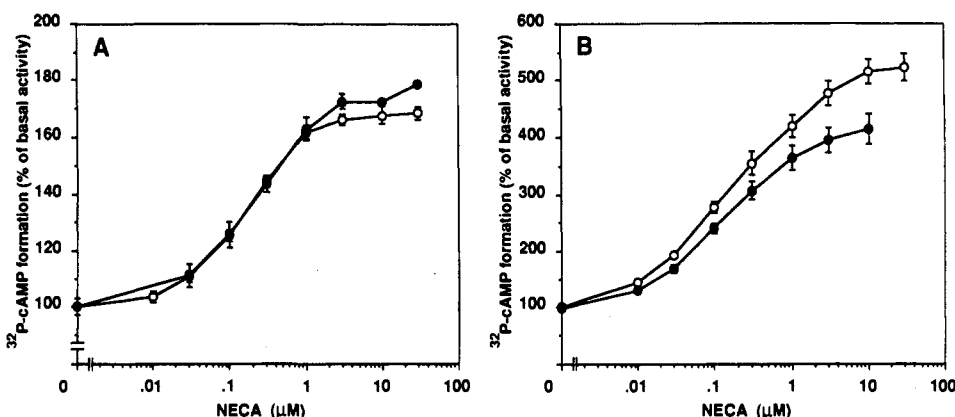 A
³²P-cAMP formation (% of basal activity)
200
180
160
140
120
100
0 .01 .1 1 10 100
NECA (μM)
B
³²P-cAMP formation (% of basal activity)
600
500
400
300
200
100
0 .01 .1 1 10 100
NECA (μM)